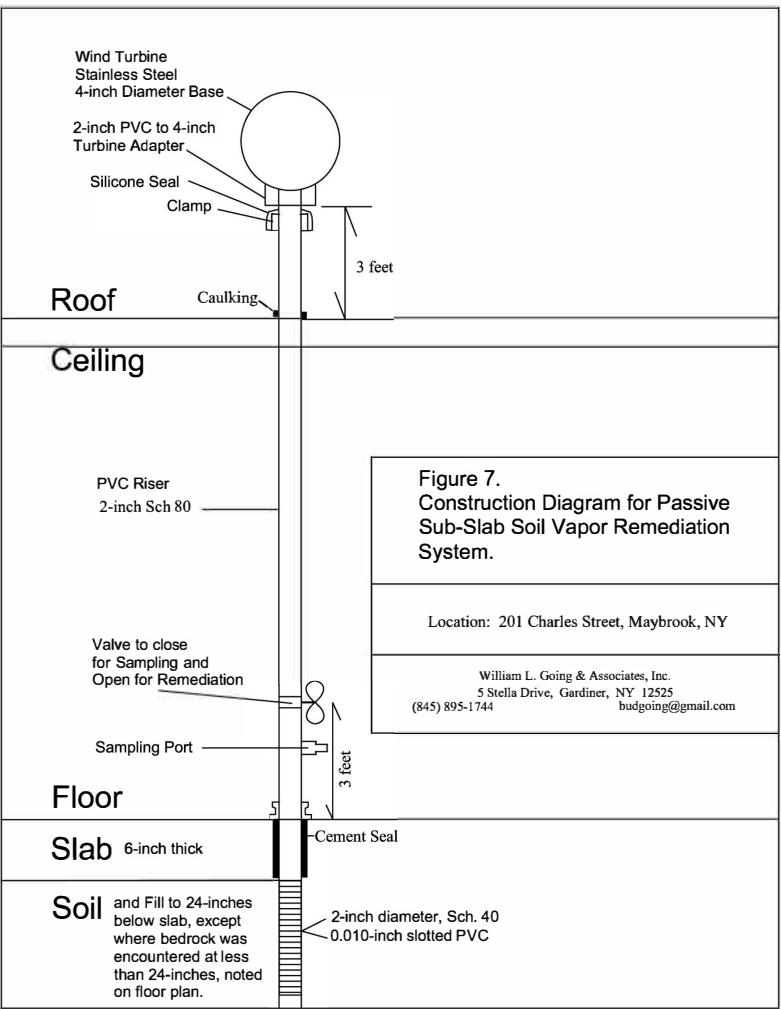 Wind Turbine
Stainless Steel
4-inch Diameter Base
2-inch PVC to 4-inch
Turbine Adapter
Silicone Seal
Clamp
3 feet
Roof
Caulking
Ceiling
PVC Riser
2-inch Sch 80
Figure 7.
Construction Diagram for Passive
Sub-Slab Soil Vapor Remediation
System.
Location: 201 Charles Street, Maybrook, NY
William L. Going & Associates, Inc.
5 Stella Drive, Gardiner, NY 12525
(845) 895-1744 budgoing@gmail.com
Valve to close
for Sampling and
Open for Remediation
Sampling Port
3 feet
Floor
Slab 6-inch thick
Cement Seal
Soil and Fill to 24-inches
below slab, except
where bedrock was
encountered at less
than 24-inches, noted
on floor plan.
2-inch diameter, Sch. 40
0.010-inch slotted PVC